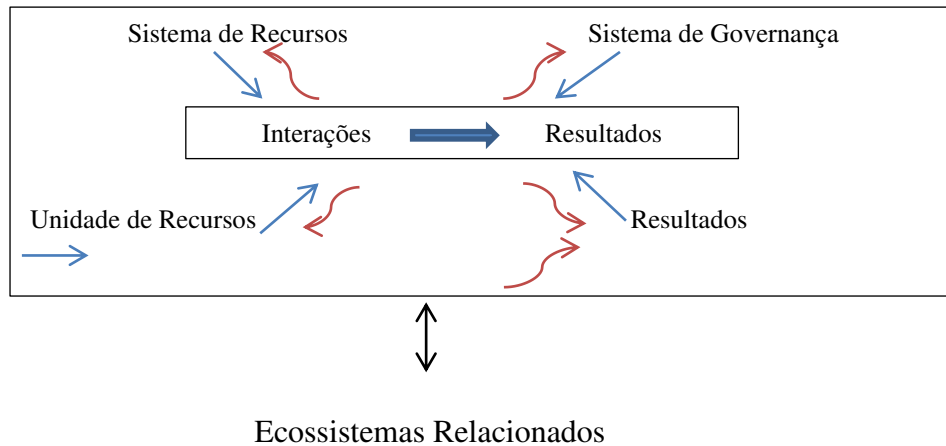 Sistema de Recursos
Sistema de Governança
Interações
Resultados
Unidade de Recursos
Resultados
Ecossistemas Relacionados